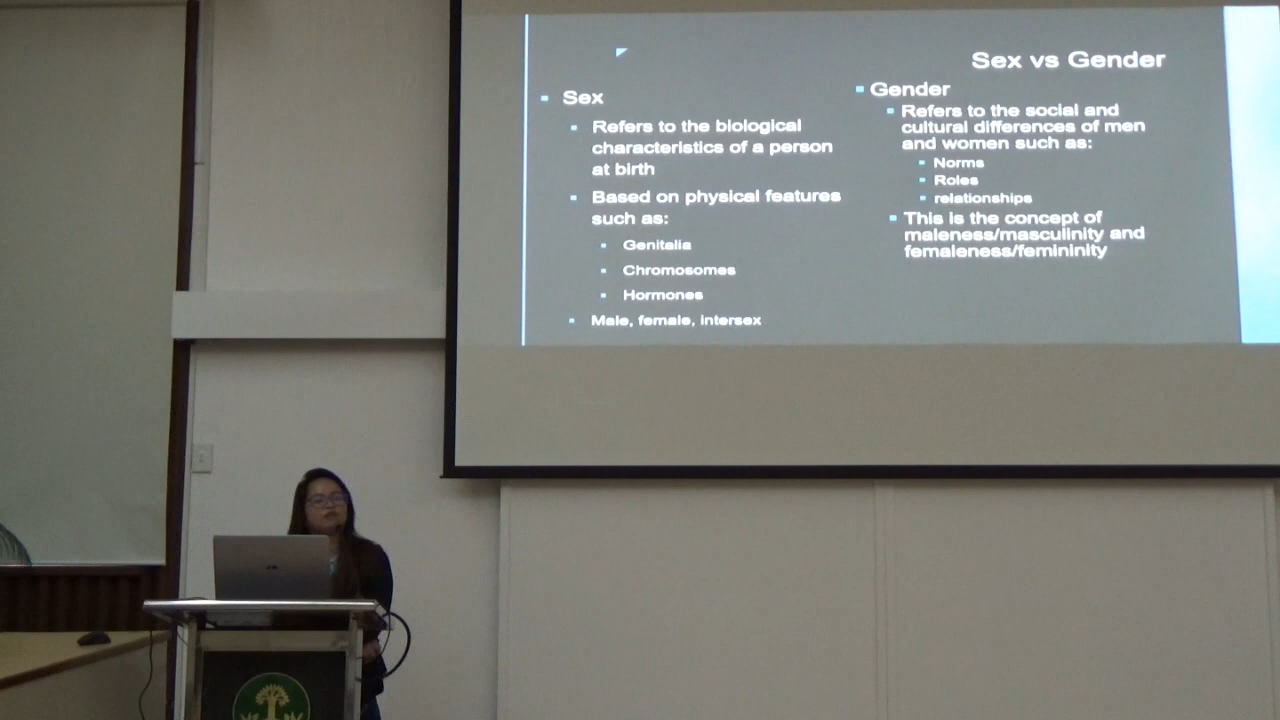 Sex vs Gender
Sex
Refers to the biological
characteristics of a person
at birth
Based on physical features
such as:
Genitalia
Chromosomes
Hormones
Male, female, intersex
Gender
Refers to the social and
cultural differences of men
and women such as:
Norms
Roles
relationships
This is the concept of
maleness/masculinity and
femaleness/femininity